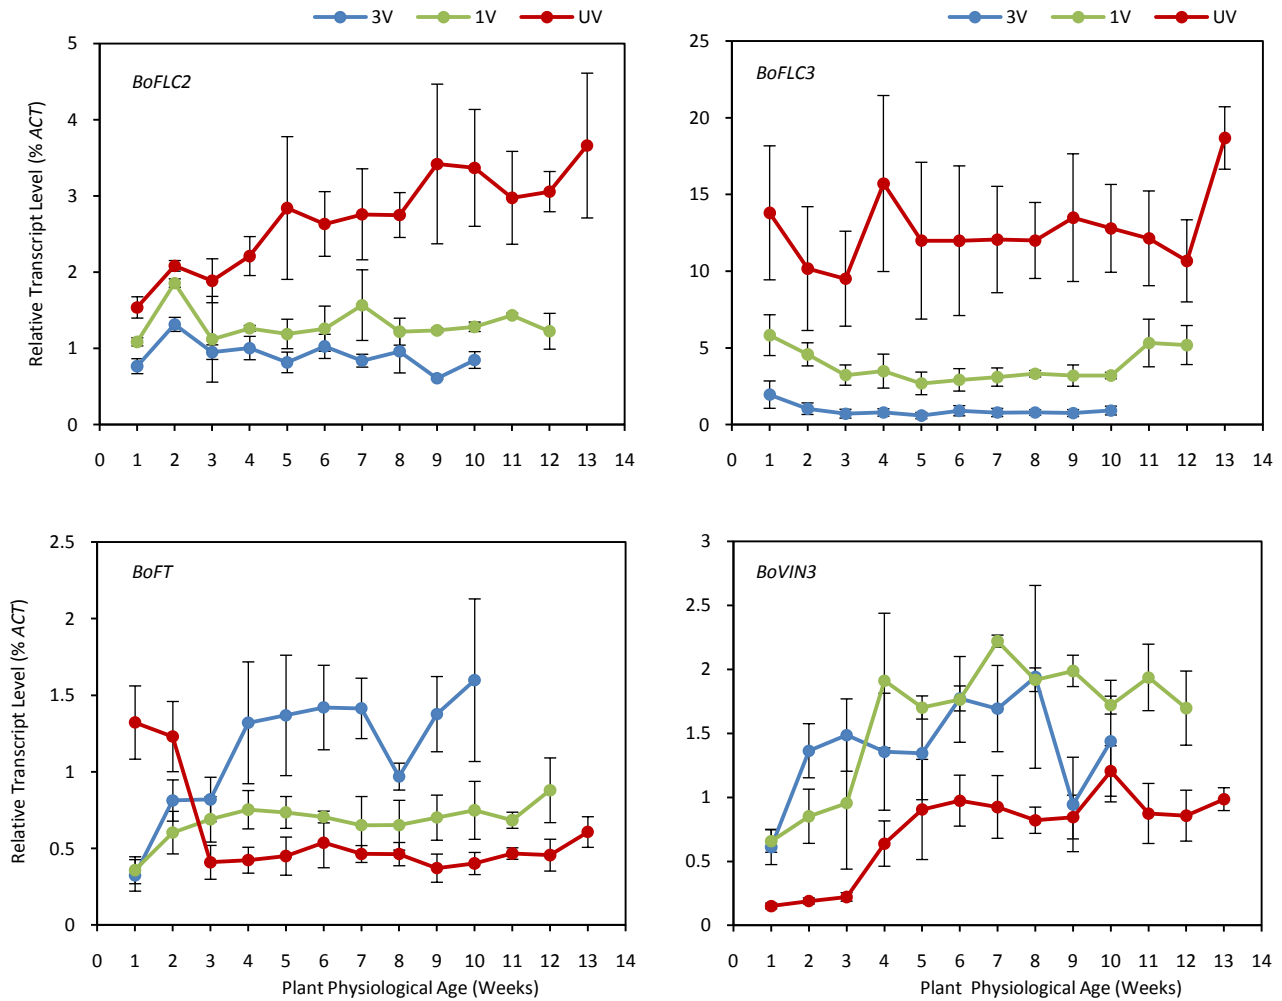 3V 1V UV
3V 1V UV
BoFLC2
Relative Transcript Level (% ACT)
5
4
3
2
1
0
0 1 2 3 4 5 6 7 8 9 10 11 12 13 14
BoFLC3
25
20
15
10
5
0
0 1 2 3 4 5 6 7 8 9 10 11 12 13 14
BoFT
Relative Transcript Level (% ACT)
2.5
2
1.5
1
0.5
0
0 1 2 3 4 5 6 7 8 9 10 11 12 13 14
Plant Physiological Age (Weeks)
BoVIN3
3
2.5
2
1.5
1
0.5
0
0 1 2 3 4 5 6 7 8 9 10 11 12 13 14
Plant Physiological Age (Weeks)